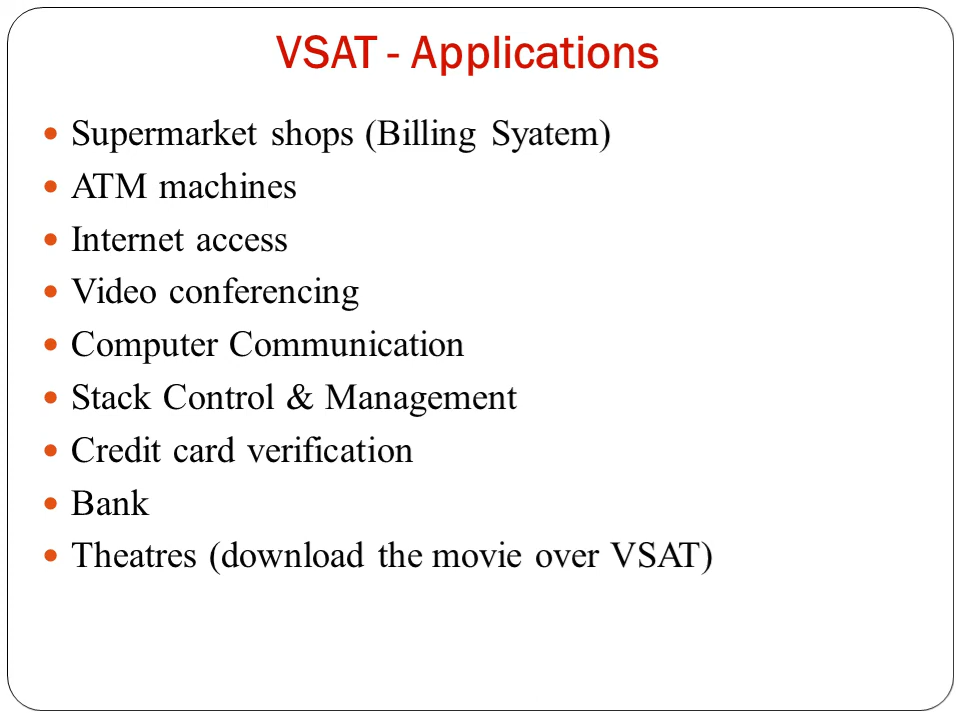 VSAT - Applications
Supermarket shops (Billing Syatem)
ATM machines
Internet access
Video conferencing
Computer Communication
Stack Control & Management
Credit card verification
Bank
Theatres (download the movie over VSAT)